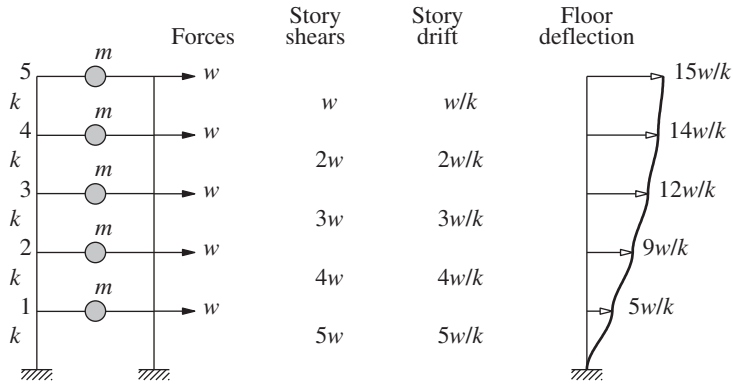 Forces Story shears Story drift Floor deflection
5 m w 15w/k
k w w/k
4 m w 14w/k
k 2w 2w/k
3 m w 12w/k
k 3w 3w/k
2 m w 9w/k
k 4w 4w/k
1 m w 5w/k
k 5w 5w/k